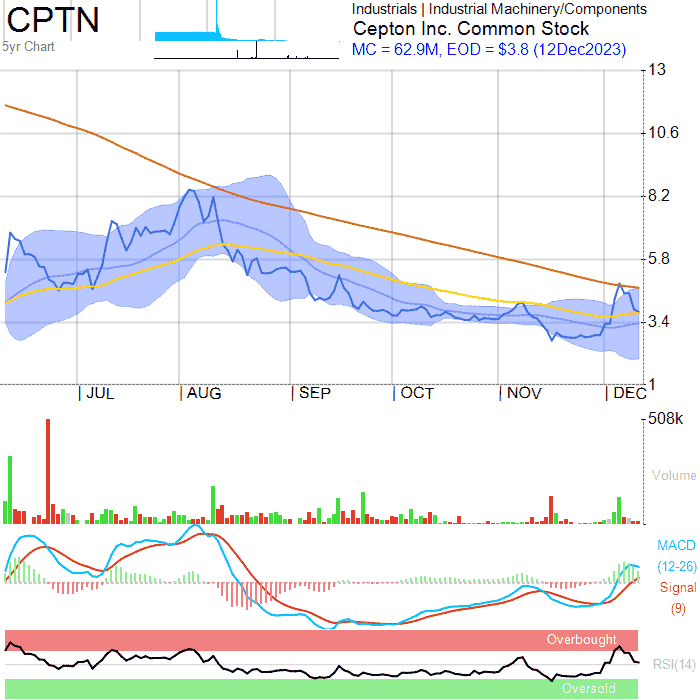 CPTN
5yr Chart
Industrials | Industrial Machinery/Components
Cepton Inc. Common Stock
MC = 62.9M, EOD = $3.8 (12Dec2023)
13
10.6
8.2
5.8
3.4
1
| JUL | AUG | SEP | OCT | NOV | DEC
508k
Volume
MACD
(12-26)
Signal
(9)
Overbought
RSI(14)
Oversold